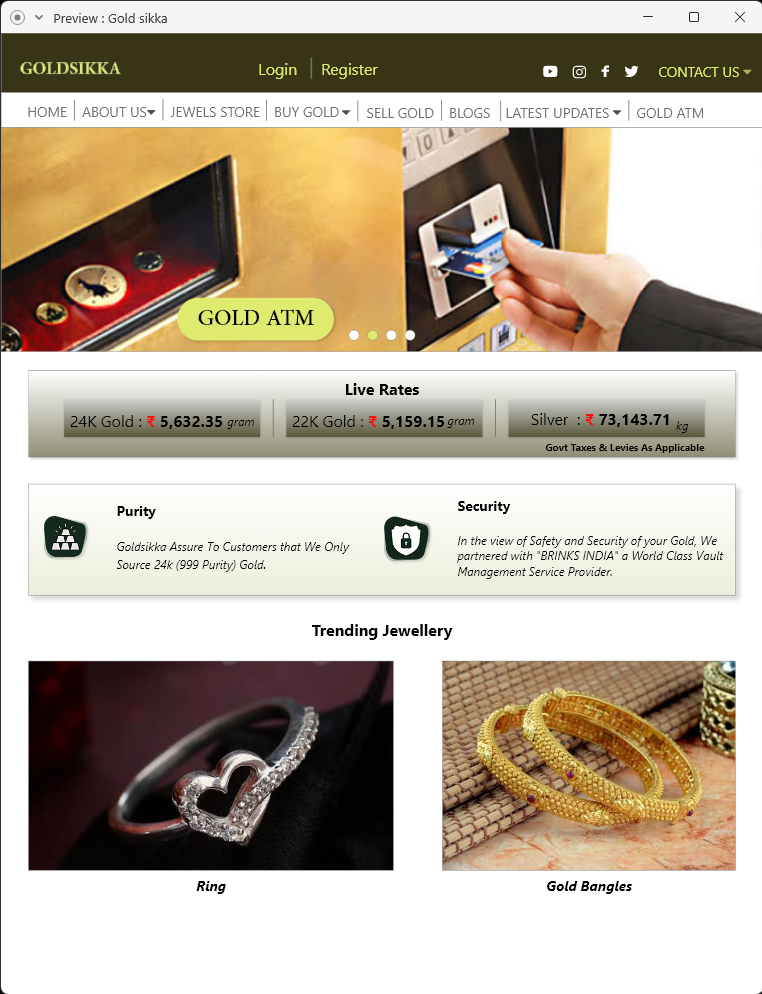 Preview : Gold sikka
GOLDSIKKA
Login
Register
CONTACT US
HOME
ABOUT US
JEWELS STORE
BUY GOLD
SELL GOLD
BLOGS
LATEST UPDATES
GOLD ATM
GOLD ATM
Live Rates
24K Gold : ₹ 5,632.35 gram
22K Gold : ₹ 5,159.15 gram
Silver : ₹ 73,143.71 kg
Govt Taxes & Levies As Applicable
Purity
Goldsikka Assure To Customers that We Only
Source 24k (999 Purity) Gold.
Security
In the view of Safety and Security of your Gold, We
partnered with "BRINKS INDIA" a World Class Vault
Management Service Provider.
Trending Jewellery
Ring
Gold Bangles